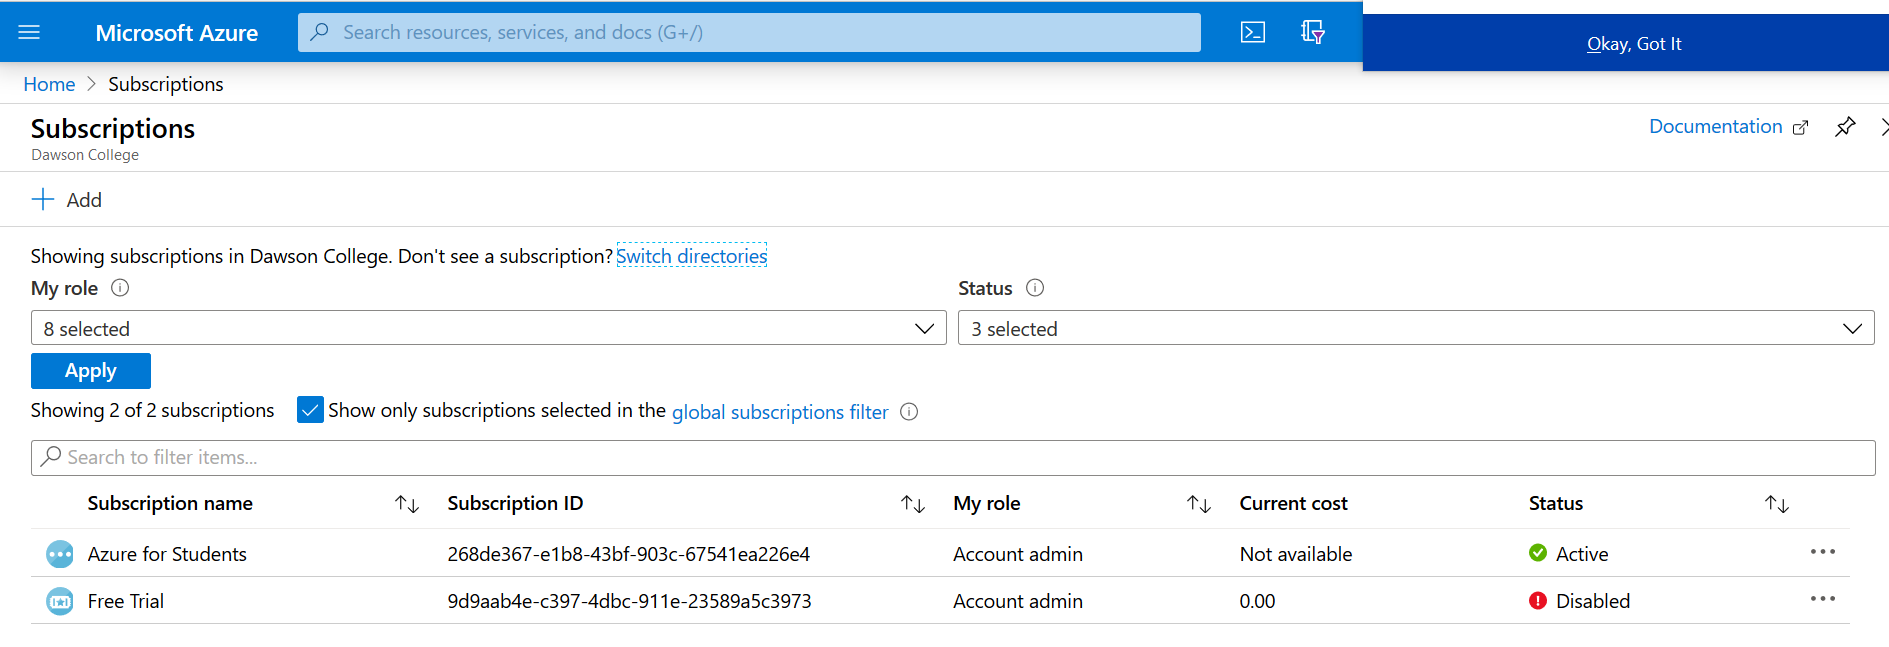 Microsoft Azure
Search resources, services, and docs (G+/)
Okay, Got It
Home > Subscriptions
Subscriptions
Dawson College
Documentation
Add
Showing subscriptions in Dawson College. Don't see a subscription? Switch directories
My role
Status
8 selected
3 selected
Apply
Showing 2 of 2 subscriptions
Show only subscriptions selected in the global subscriptions filter
Search to filter items...
Subscription name Subscription ID My role Current cost Status
Azure for Students 268de367-e1b8-43bf-903c-67541ea226e4 Account admin Not available Active
Free Trial 9d9aab4e-c397-4dbc-911e-23589a5c3973 Account admin 0.00 Disabled